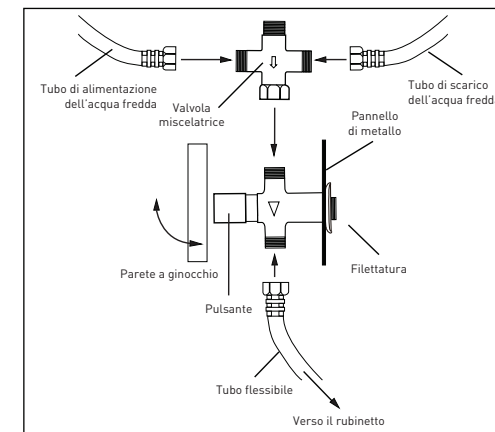 Tubo di alimentazione
dell'acqua fredda
Valvola
miscelatrice
Tubo di scarico
dell'acqua fredda
Pannello
di metallo
Parete a ginocchio
Pulsante
Filettatura
Tubo flessibile
Verso il rubinetto